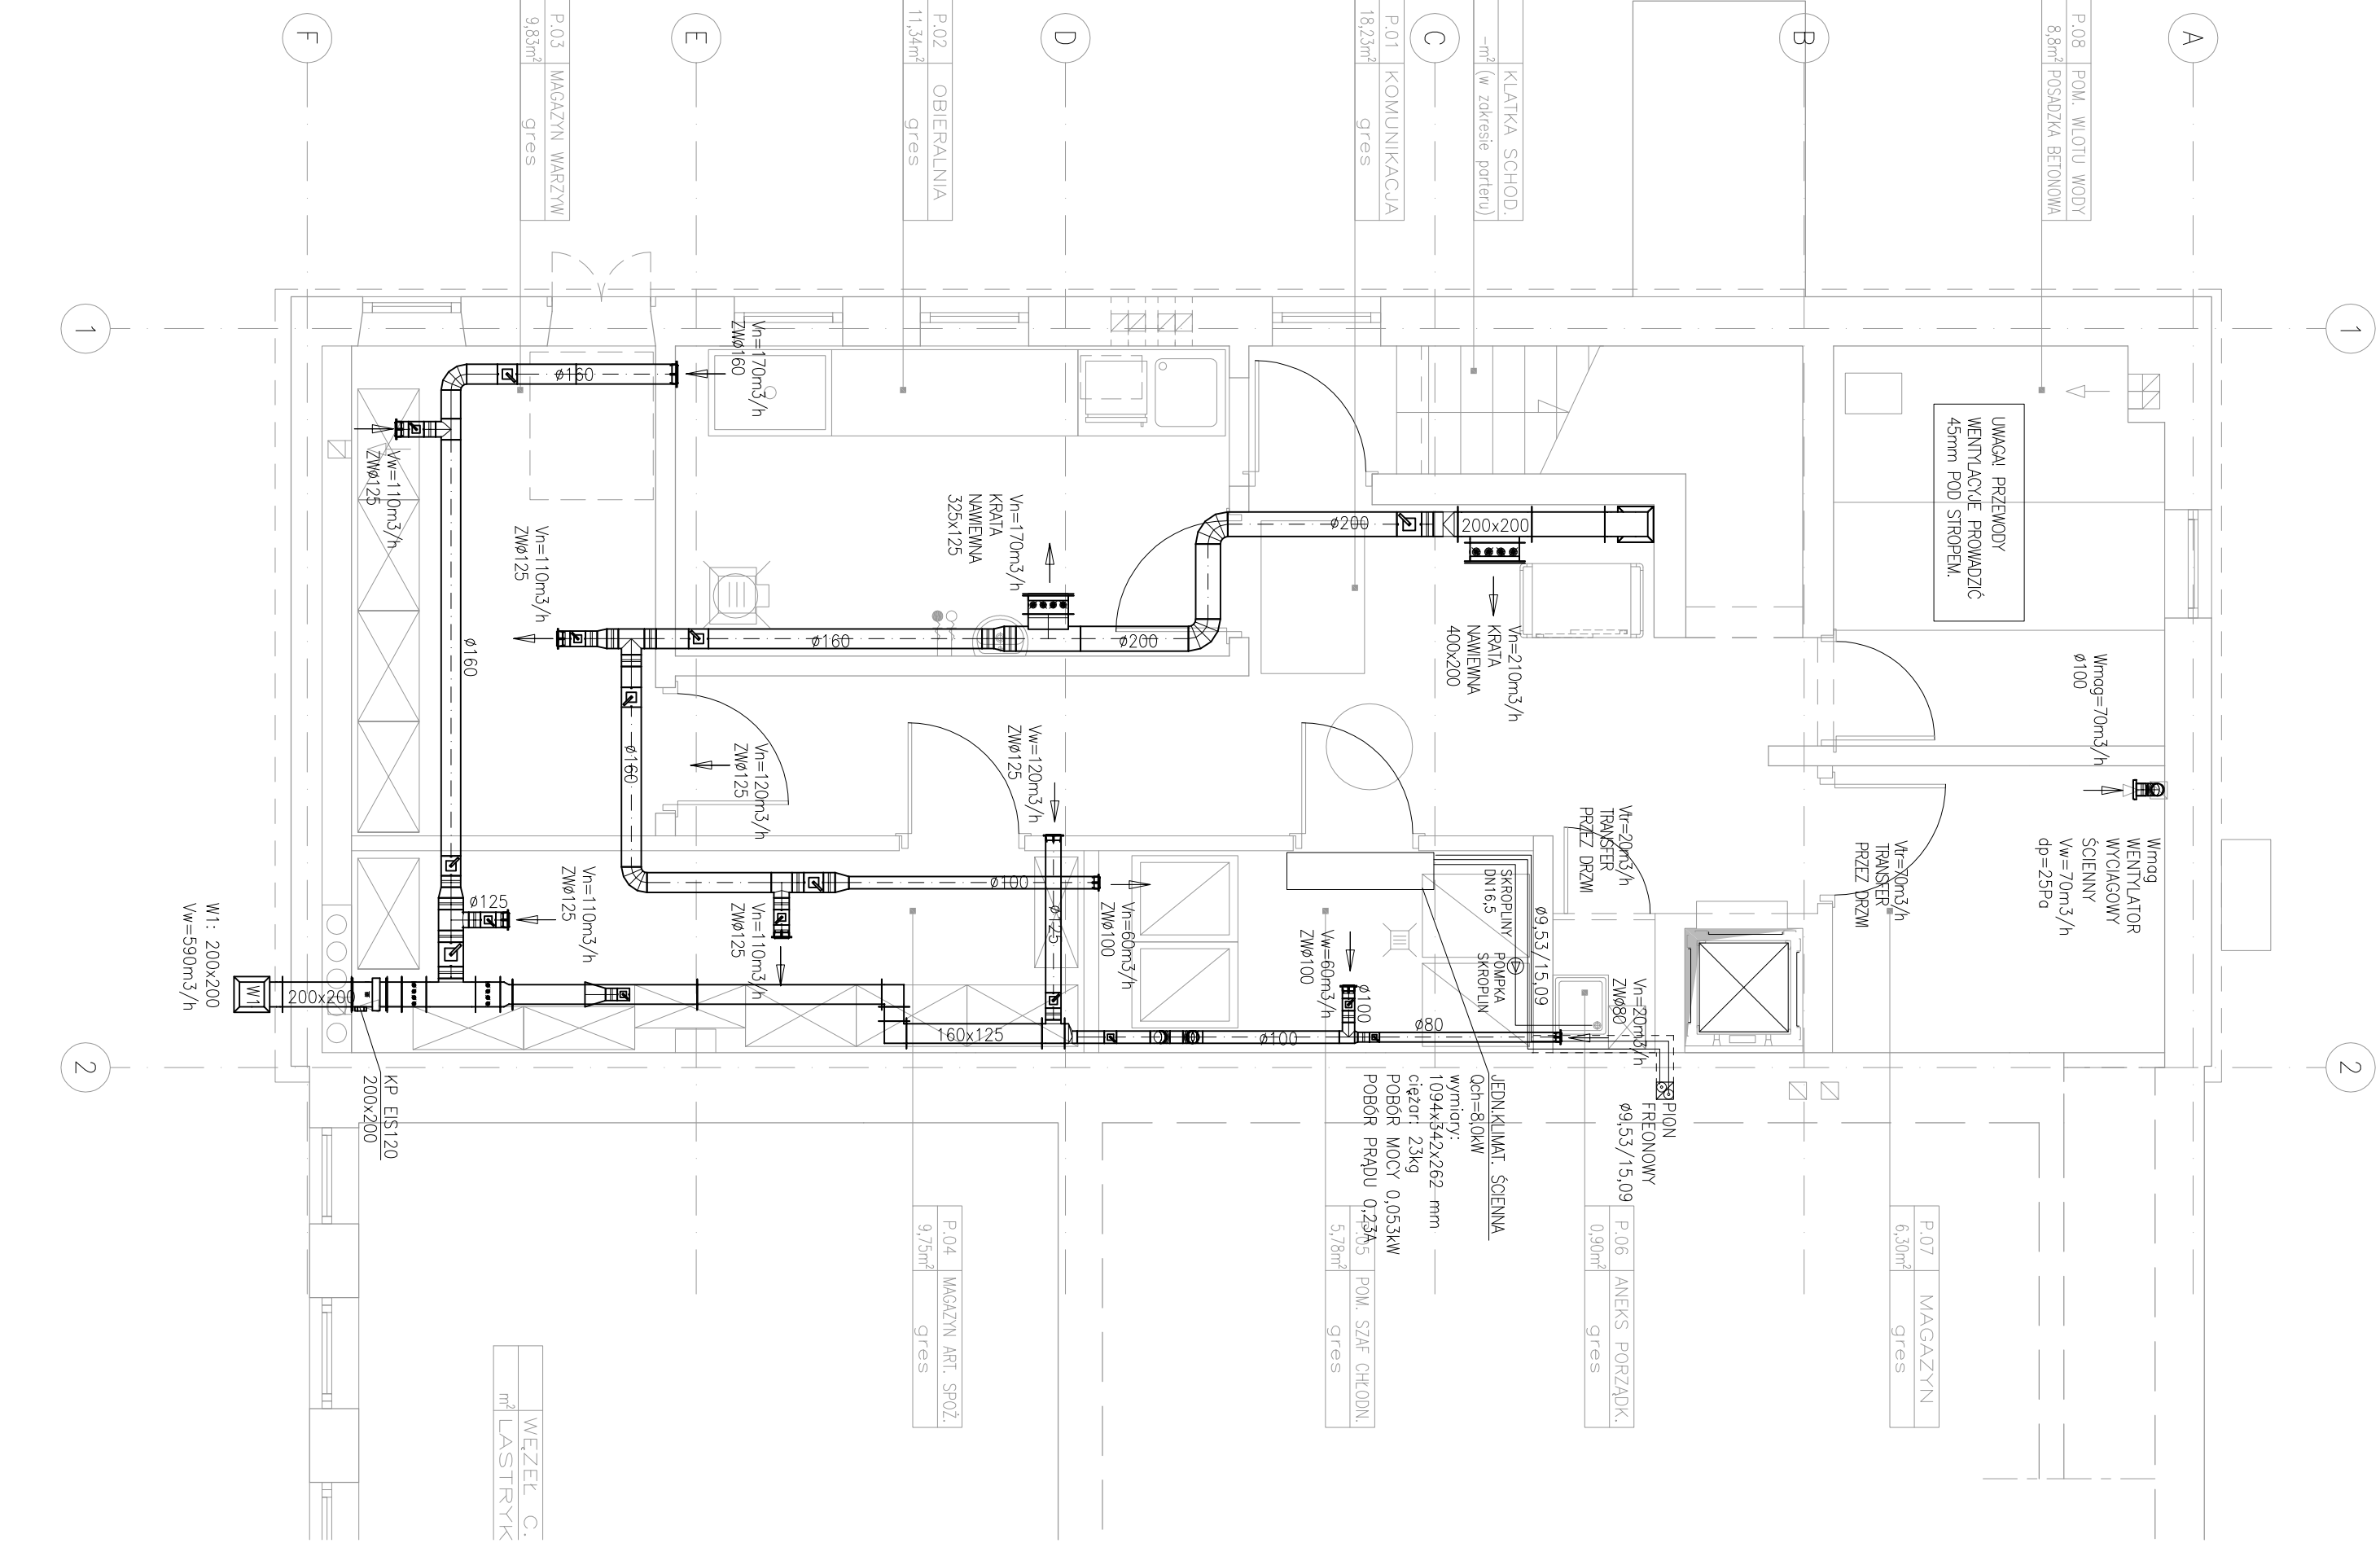 F
E
D
C
B
A
1
1
2
2
P.03 MAGAZYN WARZYW
9,83m² gres
P.02 OBIERALNIA
11,34m² gres
P.01 KOMUNIKACJA
18,23m² gres
KLATKA SCHOD.
-m² (w zakresie parteru)
P.08 POM. WLOTU WODY
8,8m² POSADZKA BETONOWA
UWAGA! PRZEWODY
WENTYLACYJE PROWADZIĆ
45mm POD STROPEM.
Vn=170m3/h
ZWø160
ø160
Vw=110m3/h
ZWø125
Vn=110m3/h
ZWø125
Vn=170m3/h
KRATA
NAWIEWNA
325x125
ø200
200x200
Vn=210m3/h
KRATA
NAWIEWNA
400x200
ø160
ø160
ø200
ø160
Vn=120m3/h
ZWø125
Vw=120m3/h
ZWø125
Wmag=70m3/h
ø100
Wmag
WENTYLATOR
WYCIAGOWY
ŚCIENNY
Vw=70m3/h
dp=25Pa
Vtr=20m3/h
TRANSFER
PRZEZ DRZWI
Vtr=70m3/h
TRANSFER
PRZEZ DRZWI
Vn=110m3/h
ZWø125
ø125
Vn=110m3/h
ZWø125
ø100
ø125
Vn=60m3/h
ZWø100
Vw=60m3/h
ZWø100
ø100
SKROPLINY
DN16,5
POMPKA
SKROPLIN
ø9,53/15,09
Vn=20m3/h
ZWø80
ø80
ø100
160x125
W1
200x200
W1: 200x200
Vw=590m3/h
KP EIS120
200x200
JEDN.KLIMAT. ŚCIENNA
Qch=8,0kW
wymiary:
1094x342x262 mm
ciężar: 23kg
POBÓR MOCY 0,053kW
POBÓR PRĄDU 0,23A
PION
FREONOWY
ø9,53/15,09
P.04 MAGAZYN ART. SPOŻ.
9,75m² gres
P.05 POM. SZAF CHŁODN.
5,78m² gres
P.06 ANEKS PORZĄDK.
0,90m² gres
P.07 MAGAZYN
6,30m² gres
WĘZEŁ C.
m² LASTRYK